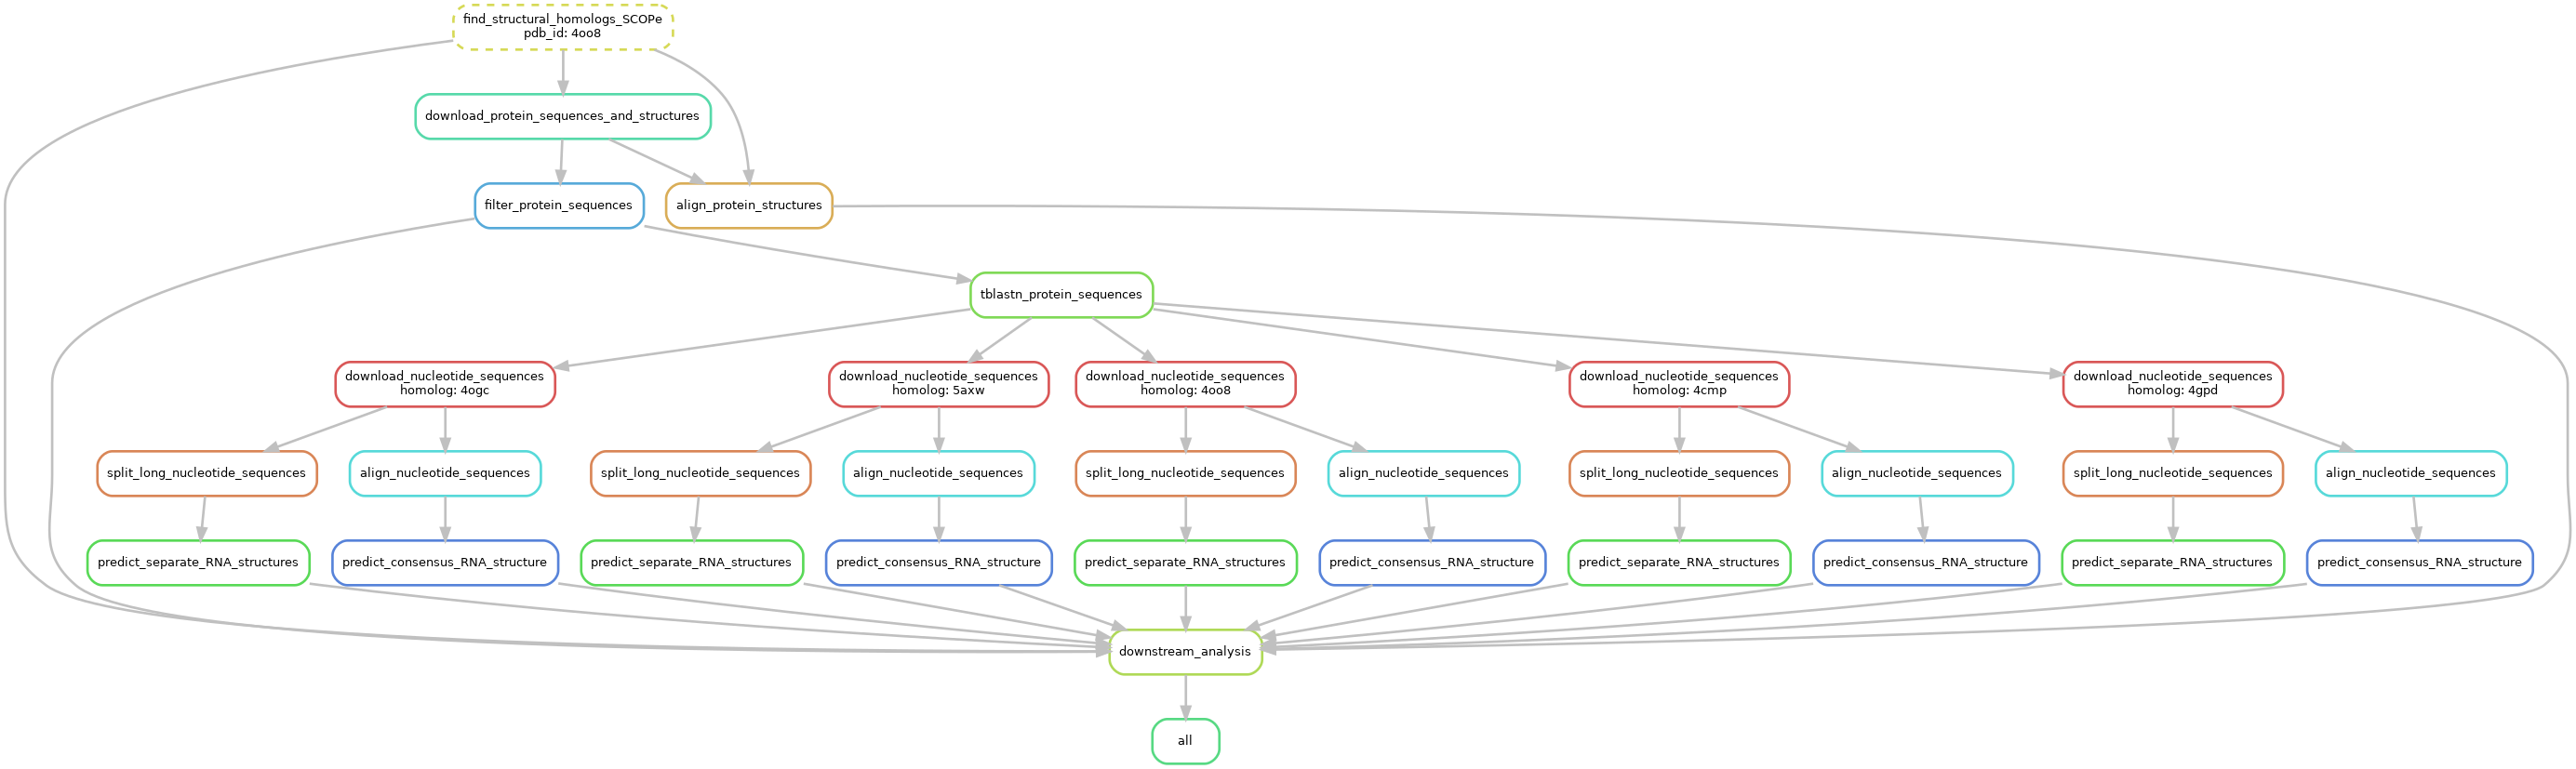 find_structural_homologs_SCOPe
pdb_id: 4oo8
download_protein_sequences_and_structures
filter_protein_sequences
align_protein_structures
tblastn_protein_sequences
download_nucleotide_sequences
homolog: 4ogc
download_nucleotide_sequences
homolog: 5axw
download_nucleotide_sequences
homolog: 4oo8
download_nucleotide_sequences
homolog: 4cmp
download_nucleotide_sequences
homolog: 4gpd
split_long_nucleotide_sequences
align_nucleotide_sequences
split_long_nucleotide_sequences
align_nucleotide_sequences
split_long_nucleotide_sequences
align_nucleotide_sequences
split_long_nucleotide_sequences
align_nucleotide_sequences
split_long_nucleotide_sequences
align_nucleotide_sequences
predict_separate_RNA_structures
predict_consensus_RNA_structure
predict_separate_RNA_structures
predict_consensus_RNA_structure
predict_separate_RNA_structures
predict_consensus_RNA_structure
predict_separate_RNA_structures
predict_consensus_RNA_structure
predict_separate_RNA_structures
predict_consensus_RNA_structure
downstream_analysis
all